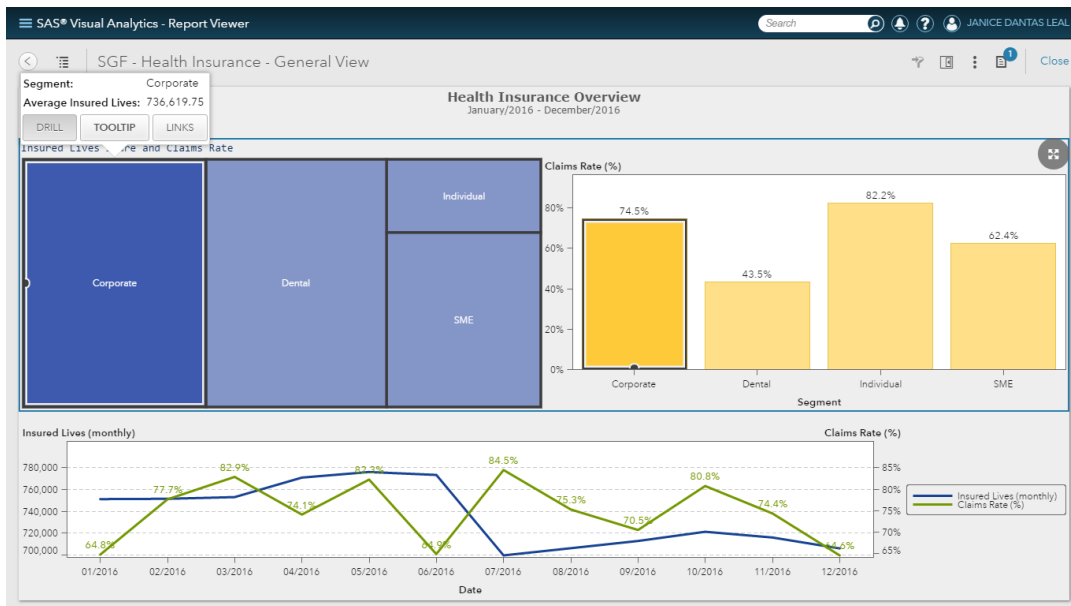 SAS® Visual Analytics - Report Viewer
Search
?
JANICE DANTAS LEAL
SGF - Health Insurance - General View
1
Close
Segment: Corporate
Average Insured Lives: 736,619.75
DRILL TOOLTIP LINKS
Health Insurance Overview
January/2016 - December/2016
Insured Lives and Claims Rate
Corporate
Dental
Individual
SME
Claims Rate (%)
80%
60%
40%
20%
0%
74.5%
43.5%
82.2%
62.4%
Corporate Dental Individual SME
Segment
Insured Lives (monthly)
Claims Rate (%)
780,000
760,000
740,000
720,000
700,000
64.8%
77.7%
82.9%
74.1%
82.3%
64.9%
84.5%
75.3%
70.5%
80.8%
74.4%
64.6%
85%
80%
75%
70%
65%
01/2016 02/2016 03/2016 04/2016 05/2016 06/2016 07/2016 08/2016 09/2016 10/2016 11/2016 12/2016
Date
Insured Lives (monthly)
Claims Rate (%)